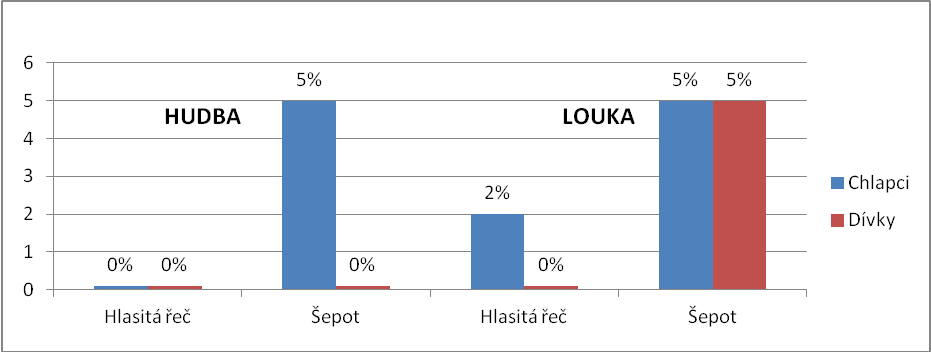 6
5
4
3
2
1
0
HUDBA
LOUKA
0%
0%
5%
0%
2%
0%
5%
5%
Hlasitá řeč
Šepot
Hlasitá řeč
Šepot
Chlapci
Dívky